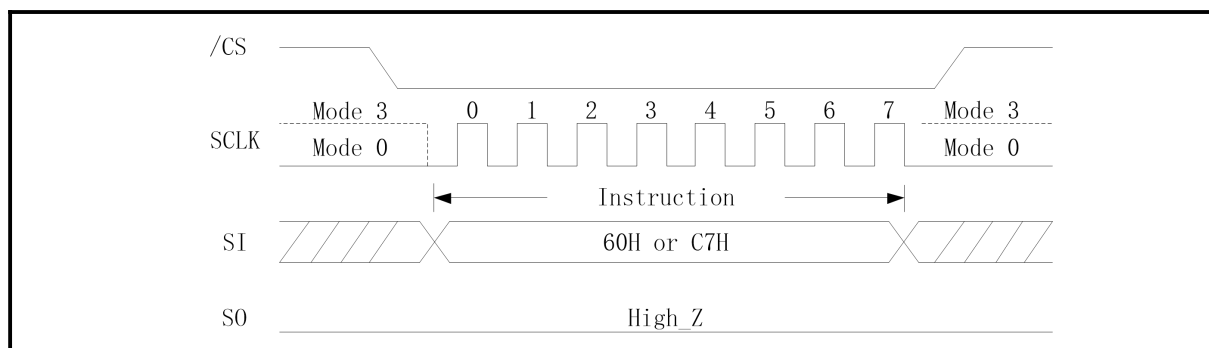 /CS
Mode 3 0 1 2 3 4 5 6 7 Mode 3
SCLK
Mode 0 Mode 0
Instruction
SI 60H or C7H
SO High_Z